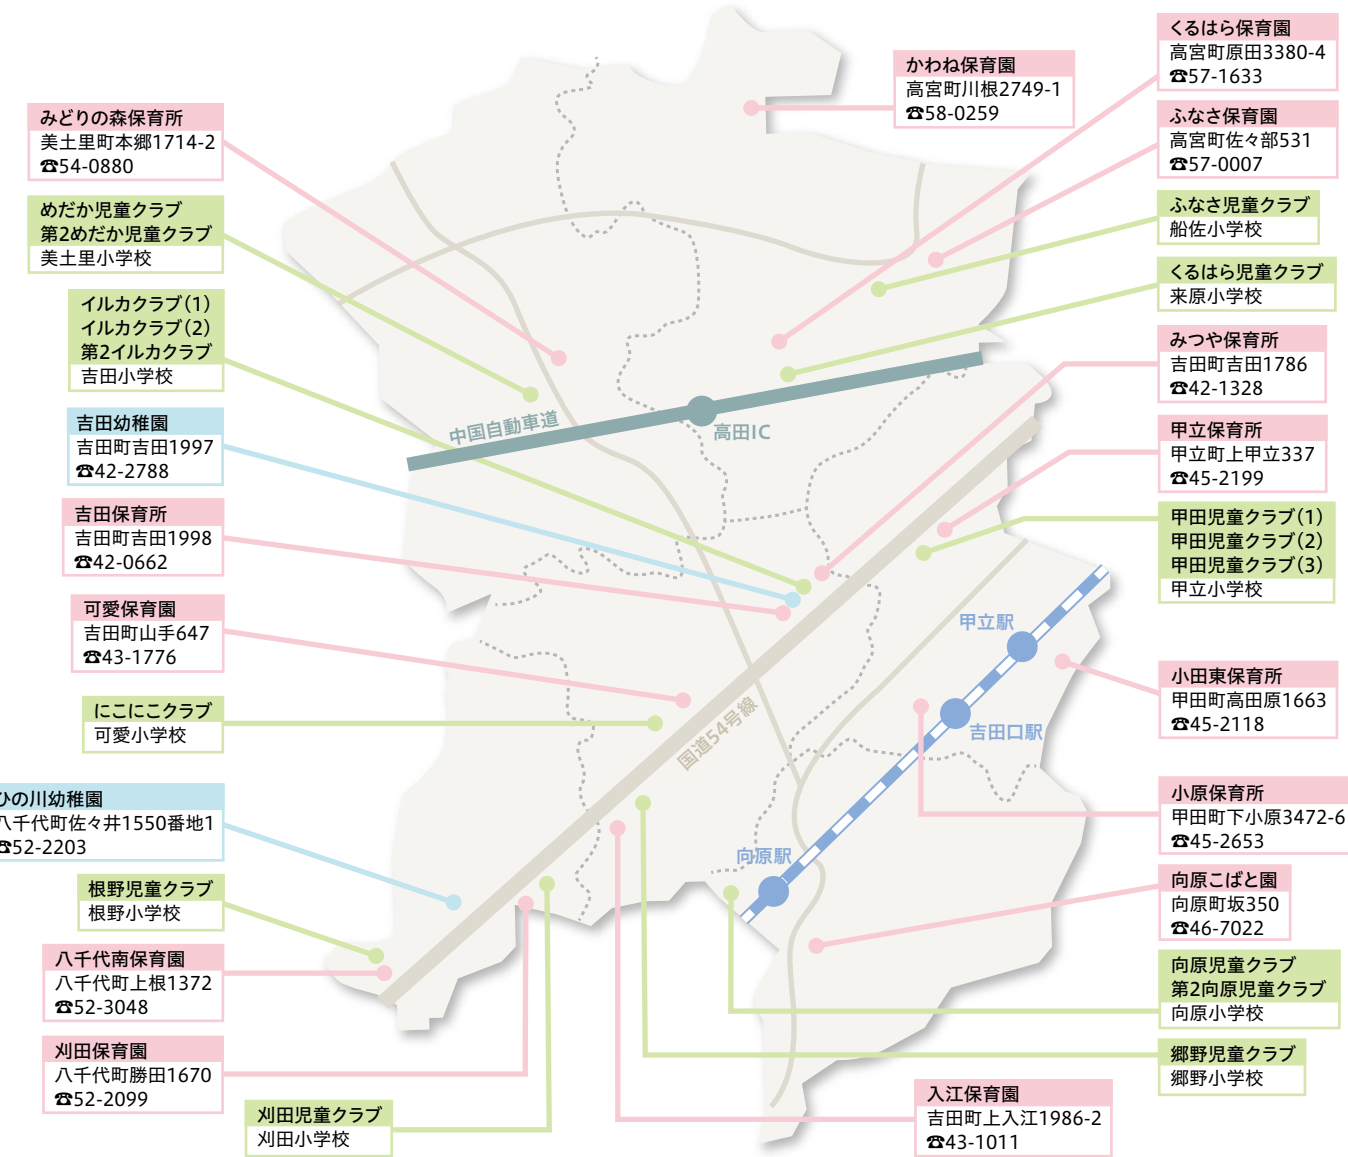 かわね保育園
高宮町川根2749-1
☎58-0259
くるはら保育園
高宮町原田3380-4
☎57-1633
ふなさ保育園
高宮町佐々部531
☎57-0007
ふなさ児童クラブ
船佐小学校
くるはら児童クラブ
来原小学校
みつや保育所
吉田町吉田1786
☎42-1328
甲立保育所
甲立町上甲立337
☎45-2199
甲田児童クラブ(1)
甲田児童クラブ(2)
甲田児童クラブ(3)
甲立小学校
小田東保育所
甲田町高田原1663
☎45-2118
小原保育所
甲田町下小原3472-6
☎45-2653
向原こばと園
向原町坂350
☎46-7022
向原児童クラブ
第2向原児童クラブ
向原小学校
郷野児童クラブ
郷野小学校
入江保育園
吉田町上入江1986-2
☎43-1011
みどりの森保育所
美土里町本郷1714-2
☎54-0880
めだか児童クラブ
第2めだか児童クラブ
美土里小学校
イルカクラブ(1)
イルカクラブ(2)
第2イルカクラブ
吉田小学校
吉田幼稚園
吉田町吉田1997
☎42-2788
吉田保育所
吉田町吉田1998
☎42-0662
可愛保育園
吉田町山手647
☎43-1776
にこにこクラブ
可愛小学校
ひの川幼稚園
八千代町佐々井1550番地1
☎52-2203
根野児童クラブ
根野小学校
八千代南保育園
八千代町上根1372
☎52-3048
刈田保育園
八千代町勝田1670
☎52-2099
刈田児童クラブ
刈田小学校
中国自動車道
高田IC
国道54号線
甲立駅
吉田口駅
向原駅